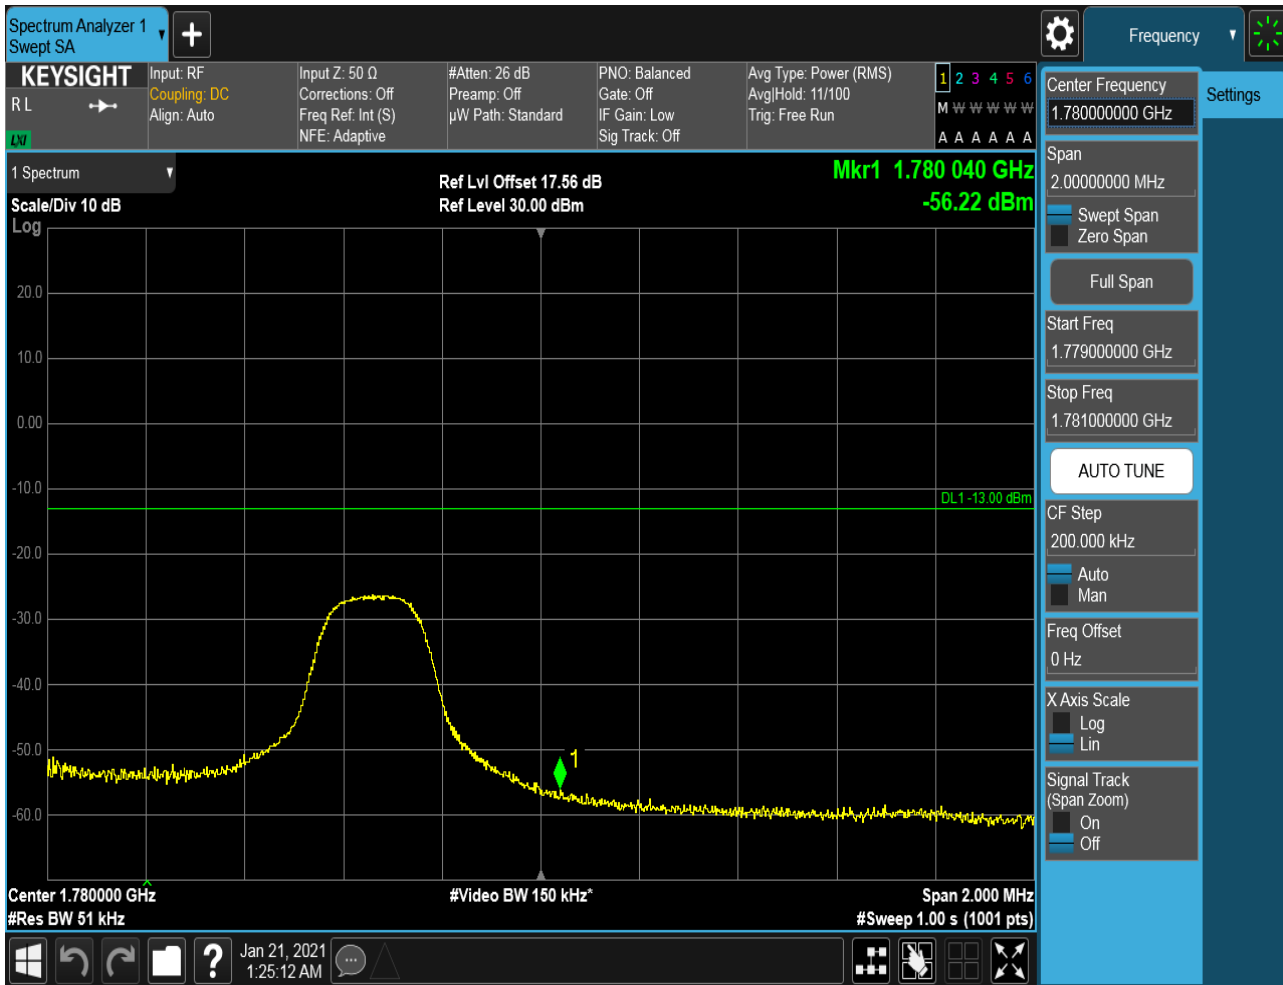 Spectrum Analyzer 1
Swept SA
+
Frequency
KEYSIGHT
R L
LXI
Input: RF
Coupling: DC
Align: Auto
Input Z: 50 Ω
Corrections: Off
Freq Ref: Int (S)
NFE: Adaptive
#Atten: 26 dB
Preamp: Off
µW Path: Standard
PNO: Balanced
Gate: Off
IF Gain: Low
Sig Track: Off
Avg Type: Power (RMS)
Avg|Hold: 11/100
Trig: Free Run
1 2 3 4 5 6
M W W W W W
A A A A A A
1 Spectrum
Scale/Div 10 dB
Log
Ref Lvl Offset 17.56 dB
Ref Level 30.00 dBm
Mkr1 1.780 040 GHz
-56.22 dBm
20.0
10.0
0.00
-10.0
-20.0
-30.0
-40.0
-50.0
-60.0
DL1 -13.00 dBm
1
Center 1.780000 GHz
#Res BW 51 kHz
#Video BW 150 kHz*
Span 2.000 MHz
#Sweep 1.00 s (1001 pts)
Center Frequency
1.780000000 GHz
Settings
Span
2.00000000 MHz
Swept Span
Zero Span
Full Span
Start Freq
1.779000000 GHz
Stop Freq
1.781000000 GHz
AUTO TUNE
CF Step
200.000 kHz
Auto
Man
Freq Offset
0 Hz
X Axis Scale
Log
Lin
Signal Track
(Span Zoom)
On
Off
?
Jan 21, 2021
1:25:12 AM